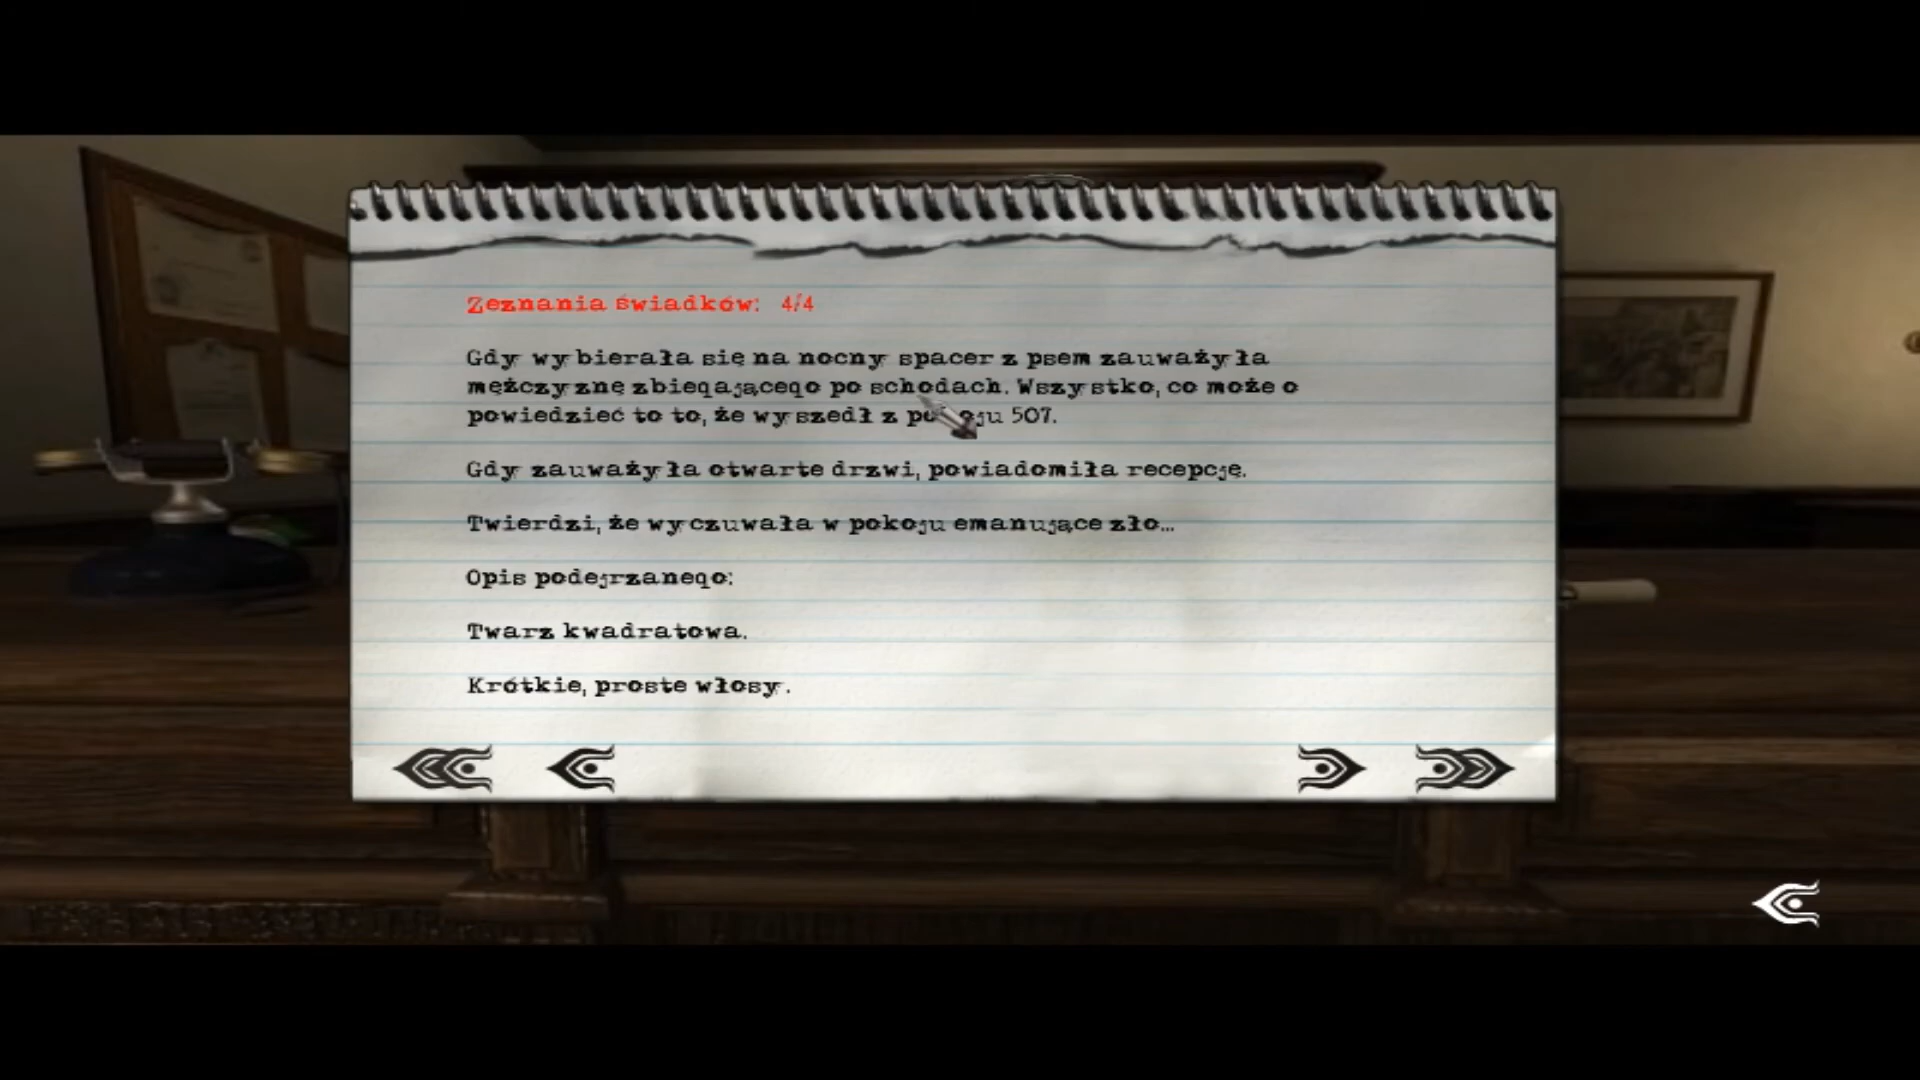 Zeznania świadków: 4/4
Gdy wybierała się na nocny spacer z psem zauważyła
mężczyznę zbiegającego po schodach. Wszystko, co może o
powiedzieć to to, że wyszedł z pokoju 507.
Gdy zauważyła otwarte drzwi, powiadomiła recepcję.
Twierdzi, że wyczuwała w pokoju emanujące zło...
Opis podejrzanego:
Twarz kwadratowa.
Krótkie, proste włosy.